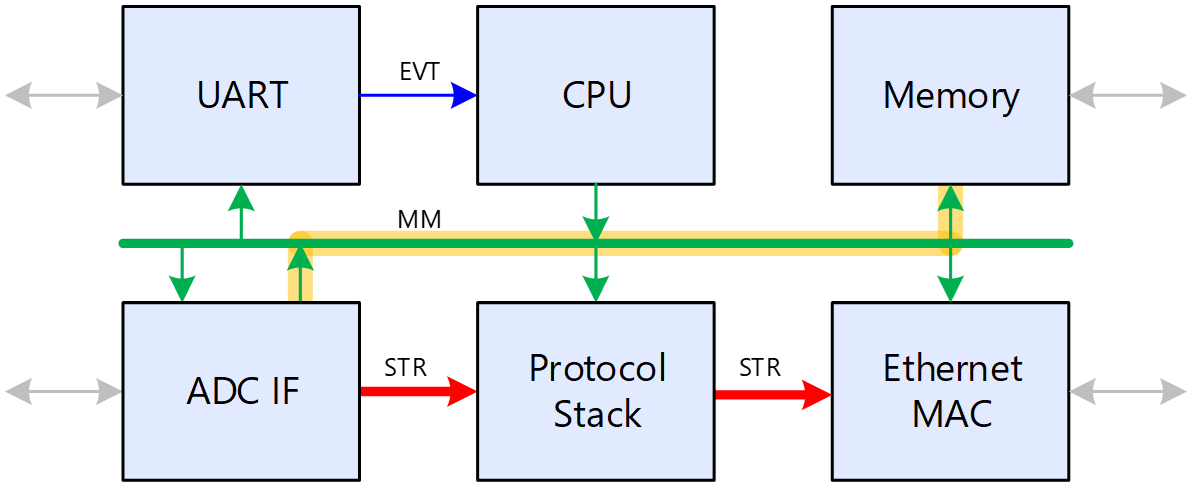 UART
EVT
CPU
Memory
MM
ADC IF
STR
Protocol
Stack
STR
Ethernet
MAC